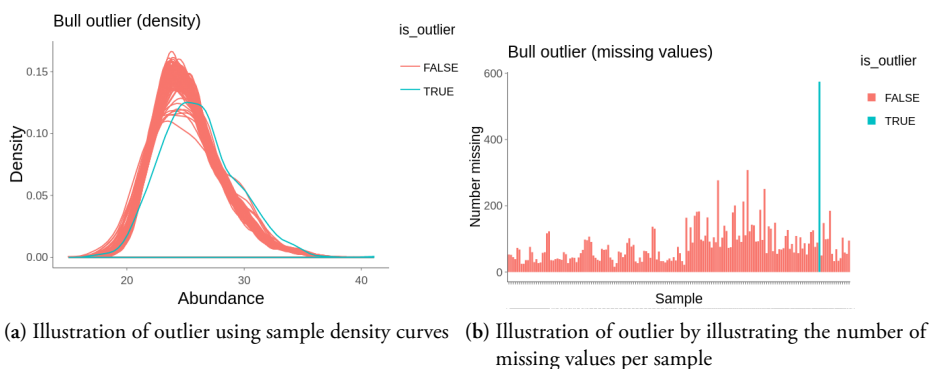 Bull outlier (density)
is_outlier
FALSE
TRUE
0.15
0.10
0.05
0.00
Density
20
30
40
Abundance
Bull outlier (missing values)
is_outlier
FALSE
TRUE
600
400
200
0
Number missing
Sample
(a) Illustration of outlier using sample density curves
(b) Illustration of outlier by illustrating the number of
missing values per sample